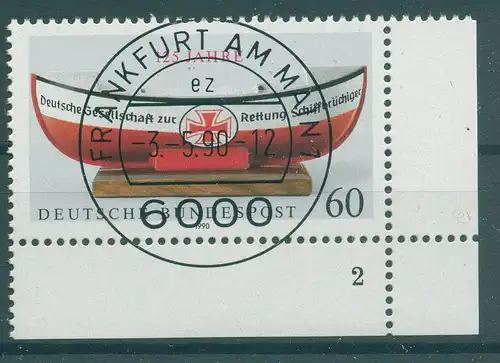 FRANKFURT AM MAIN 1
125 JAHRE
ez
Deutsche Gesellschaft zur Rettung Schiffbrüchiger
-3.-5.90-12
6000
DEUTSCHE BUNDESPOST 60
1990
2